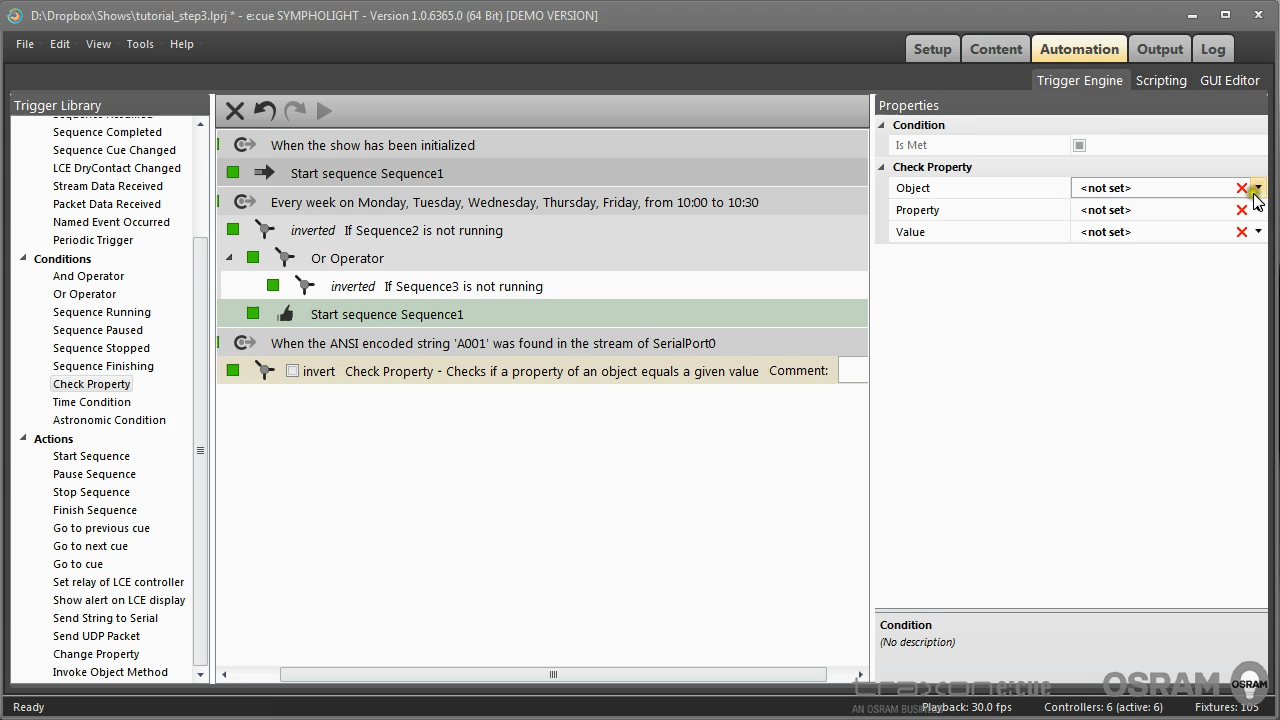 D:\Dropbox\Shows\tutorial_step3.lprj * - e:cue SYMPHOLIGHT - Version 1.0.6365.0 (64 Bit) [DEMO VERSION]
File Edit View Tools Help
Setup Content Automation Output Log
Trigger Engine Scripting GUI Editor
Trigger Library
Sequence Resumed
Sequence Completed
Sequence Cue Changed
LCE DryContact Changed
Stream Data Received
Packet Data Received
Named Event Occurred
Periodic Trigger
Conditions
And Operator
Or Operator
Sequence Running
Sequence Paused
Sequence Stopped
Sequence Finishing
Check Property
Time Condition
Astronomic Condition
Actions
Start Sequence
Pause Sequence
Stop Sequence
Finish Sequence
Go to previous cue
Go to next cue
Go to cue
Set relay of LCE controller
Show alert on LCE display
Send String to Serial
Send UDP Packet
Change Property
Invoke Object Method
When the show has been initialized
Start sequence Sequence1
Every week on Monday, Tuesday, Wednesday, Thursday, Friday, from 10:00 to 10:30
inverted If Sequence2 is not running
Or Operator
inverted If Sequence3 is not running
Start sequence Sequence1
When the ANSI encoded string 'A001' was found in the stream of SerialPort0
invert Check Property - Checks if a property of an object equals a given value Comment:
Properties
Condition
Is Met
Check Property
Object <not set>
Property <not set>
Value <not set>
Condition
(No description)
traxon e:cue
AN OSRAM BUSINESS
OSRAM OSRAM
Ready
Playback: 30.0 fps Controllers: 6 (active: 6) Fixtures: 105